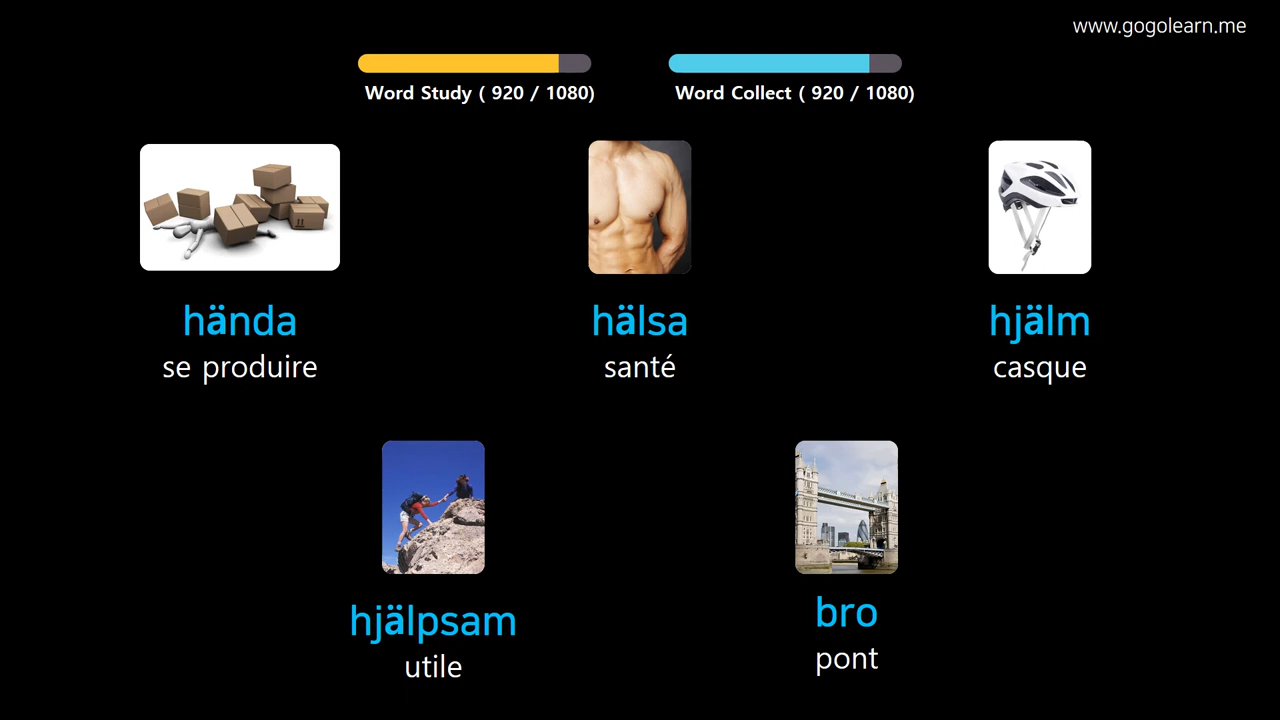 www.gogolearn.me
Word Study ( 920 / 1080)
Word Collect ( 920 / 1080)
hända
se produire
hälsa
santé
hjälm
casque
hjälpsam
utile
bro
pont